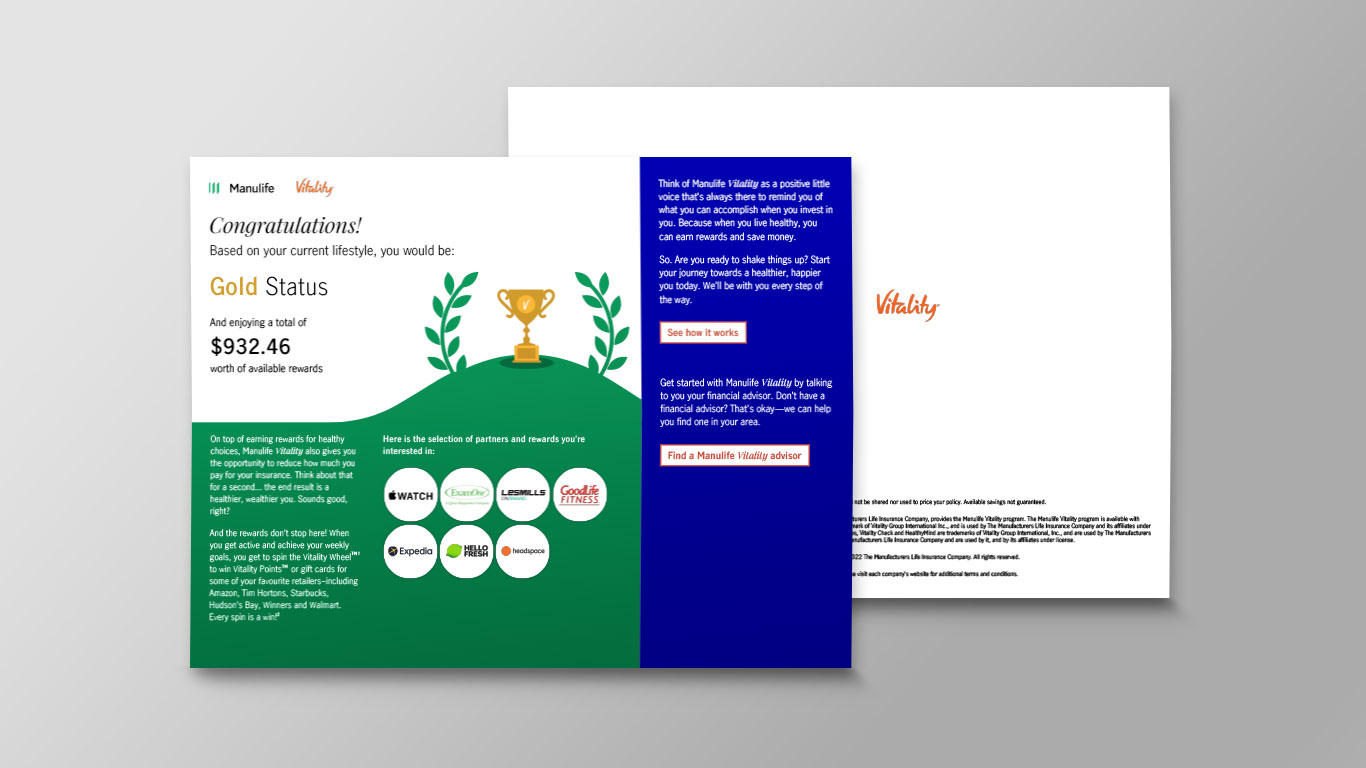 Manulife Vitality
Congratulations!
Based on your current lifestyle, you would be:
Gold Status
And enjoying a total of
$932.46
worth of available rewards
V
On top of earning rewards for healthy
choices, Manulife Vitality also gives you
the opportunity to reduce how much you
pay for your insurance. Think about that
for a second... the end result is a
healthier, wealthier you. Sounds good,
right?
And the rewards don't stop here! When
you get active and achieve your weekly
goals, you get to spin the Vitality Wheel™¹
to win Vitality Points™ or gift cards for
some of your favourite retailers–including
Amazon, Tim Hortons, Starbucks,
Hudson's Bay, Winners and Walmart.
Every spin is a win!²
Here is the selection of partners and rewards you're
interested in:
WATCH
ExamOne
LESMILLS
ONDEMAND
GoodLife
FITNESS
Expedia
HELLO
FRESH
headspace
Think of Manulife Vitality as a positive little
voice that's always there to remind you of
what you can accomplish when you invest in
you. Because when you live healthy, you
can earn rewards and save money.
So. Are you ready to shake things up? Start
your journey towards a healthier, happier
you today. We'll be with you every step of
the way.
See how it works
Get started with Manulife Vitality by talking
to you your financial advisor. Don't have a
financial advisor? That's okay—we can help
you find one in your area.
Find a Manulife Vitality advisor
Vitality
not be shared nor used to price your policy. Available savings not guaranteed.
urers Life Insurance Company, provides the Manulife Vitality program. The Manulife Vitality program is available with
mark of Vitality Group International Inc., and is used by The Manufacturers Life Insurance Company and its affiliates under
s, Vitality Check and HealthyMind are trademarks of Vitality Group International, Inc., and are used by The Manufacturers
nufacturers Life Insurance Company and are used by it, and by its affiliates under license.
022 The Manufacturers Life Insurance Company. All rights reserved.
e visit each company's website for additional terms and conditions.